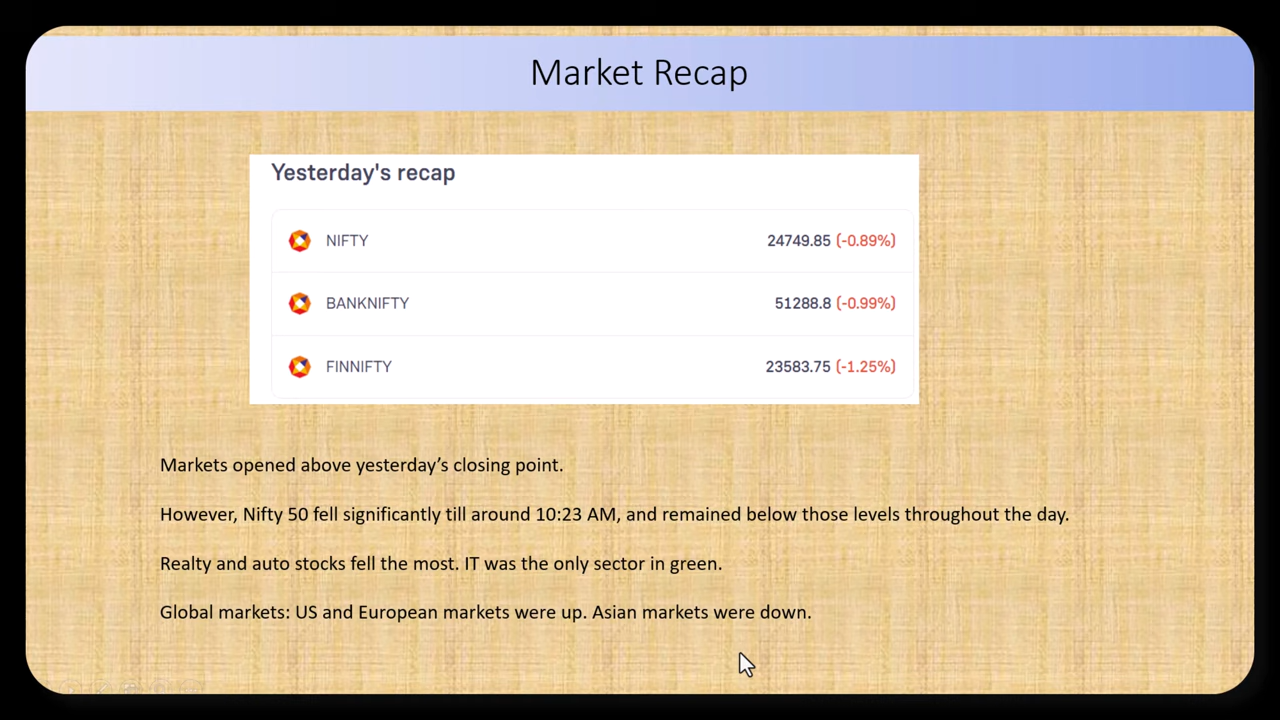 Market Recap
Yesterday's recap
NIFTY 24749.85 (-0.89%)
BANKNIFTY 51288.8 (-0.99%)
FINNIFTY 23583.75 (-1.25%)
Markets opened above yesterday’s closing point.
However, Nifty 50 fell significantly till around 10:23 AM, and remained below those levels throughout the day.
Realty and auto stocks fell the most. IT was the only sector in green.
Global markets: US and European markets were up. Asian markets were down.